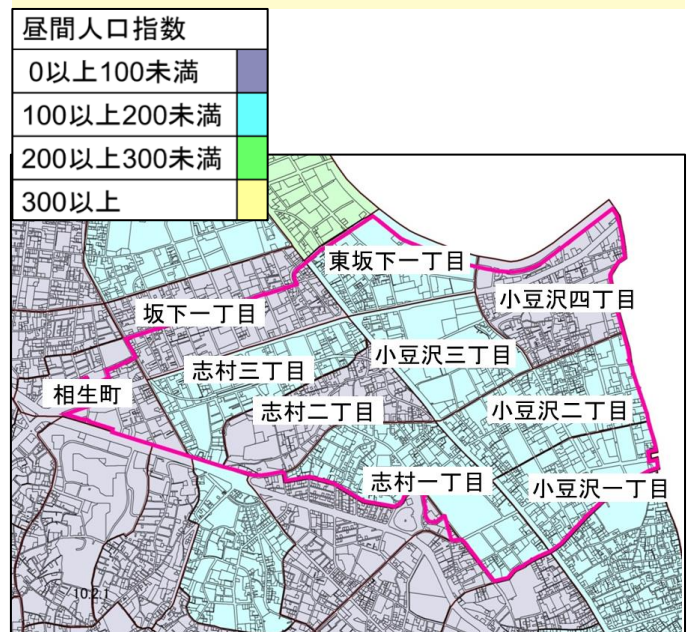 昼間人口指数
0以上100未満
100以上200未満
200以上300未満
300以上
東坂下一丁目
小豆沢四丁目
坂下一丁目
小豆沢三丁目
志村三丁目
相生町
志村二丁目
小豆沢二丁目
志村一丁目
小豆沢一丁目
10.2.1